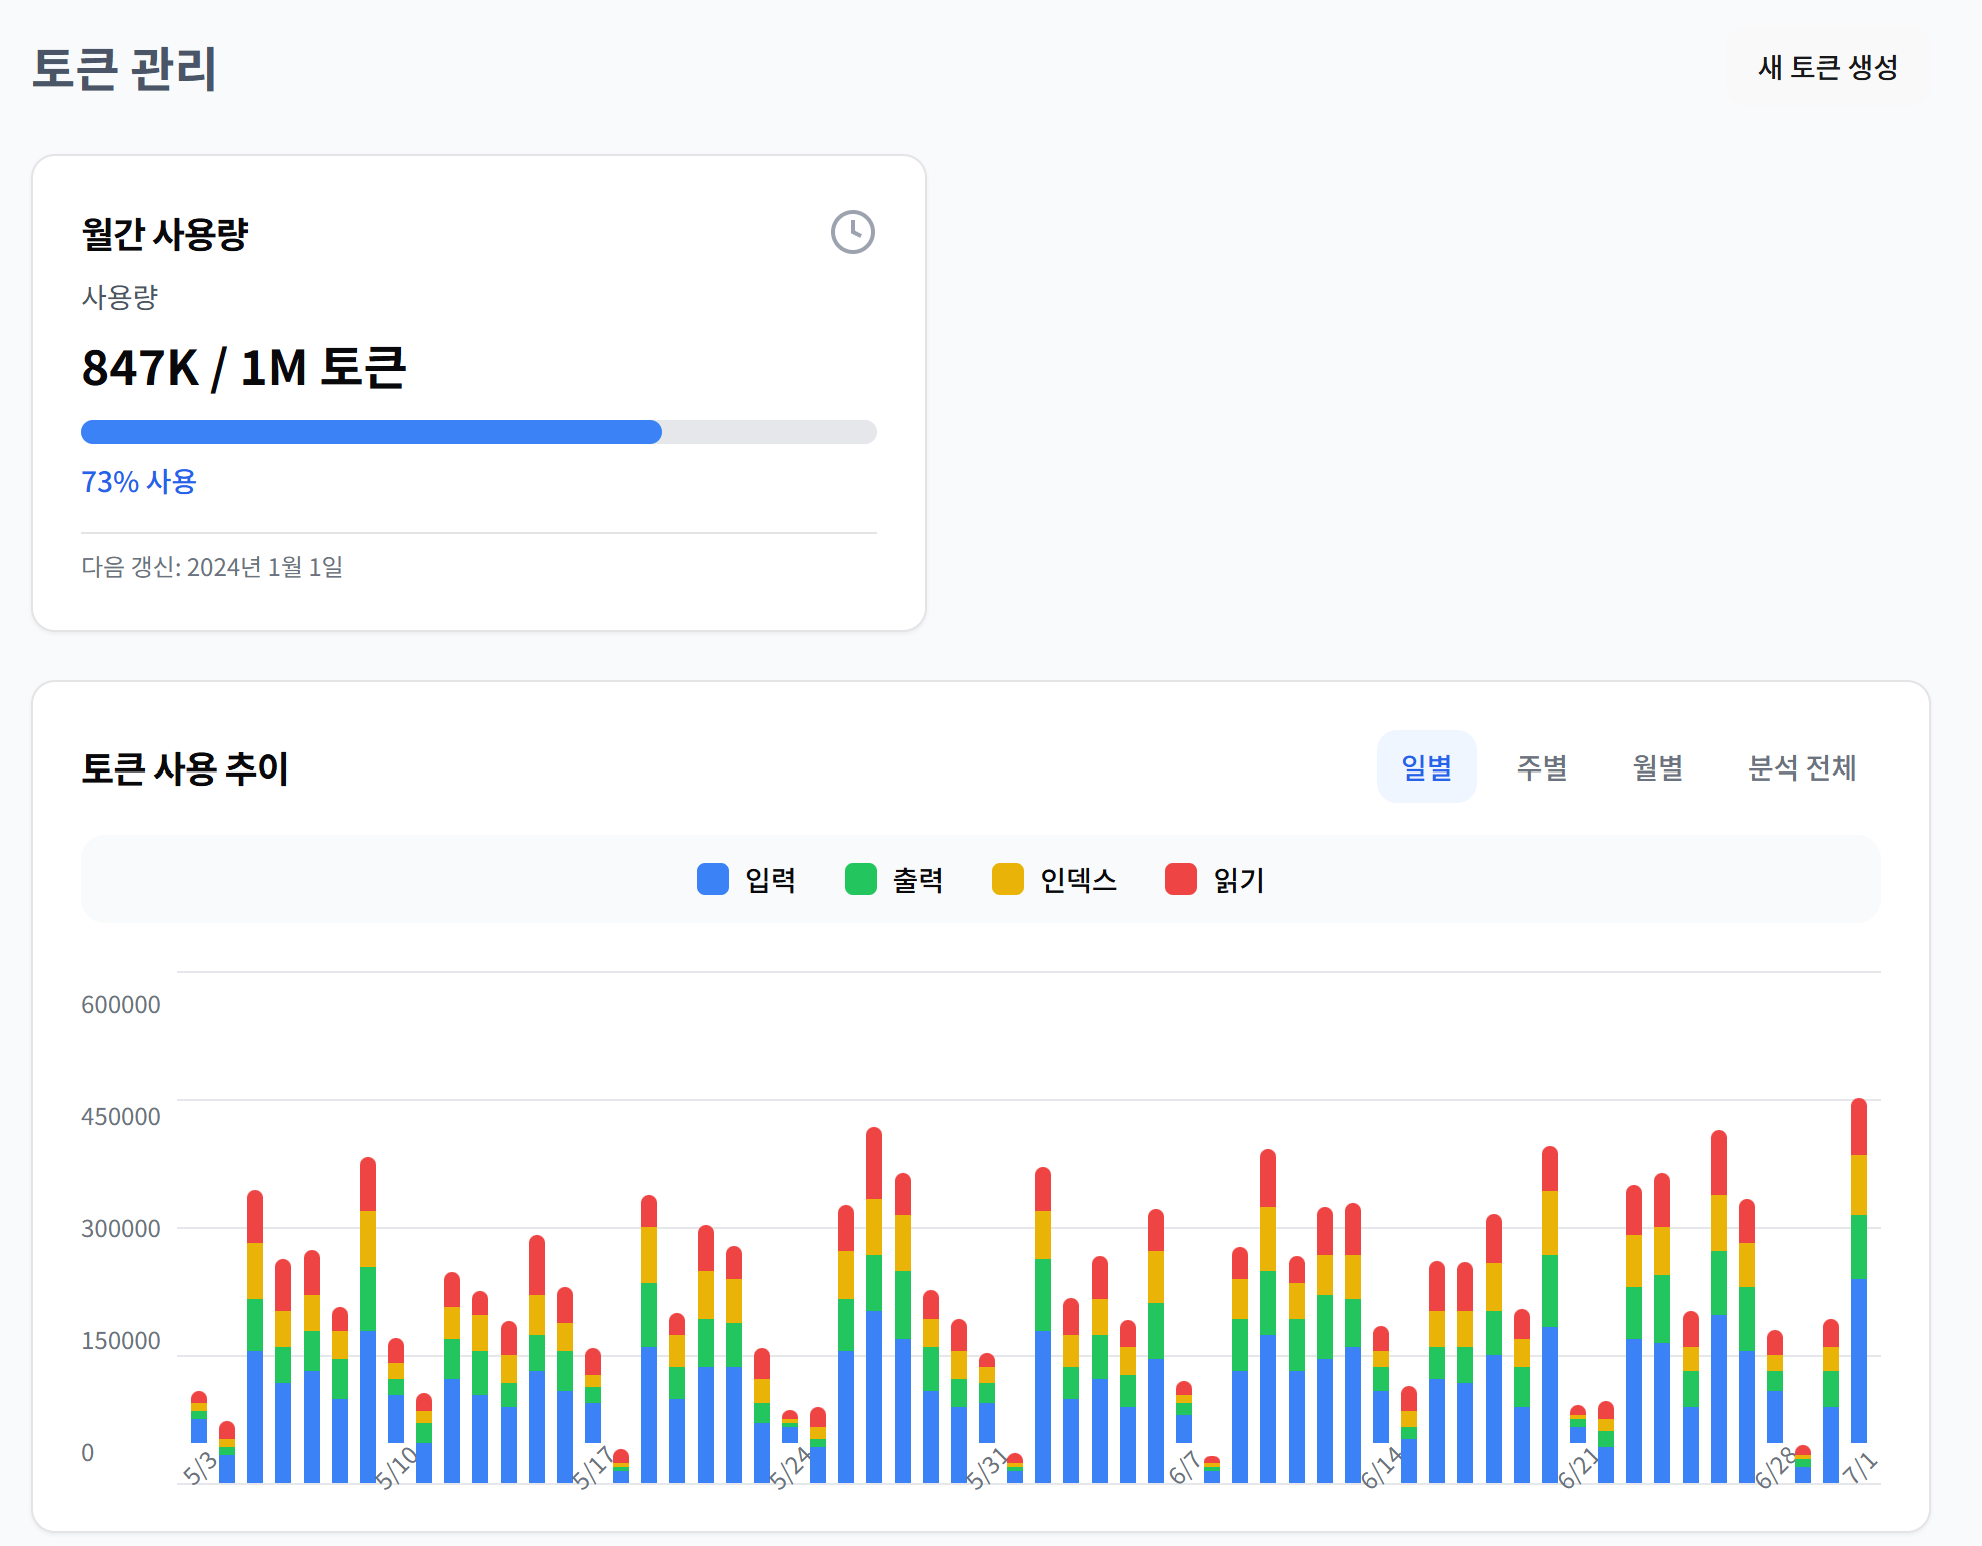 토큰 관리
새 토큰 생성
월간 사용량
사용량
847K / 1M 토큰
73% 사용
다음 갱신: 2024년 1월 1일
토큰 사용 추이
일별
주별
월별
분석 전체
입력
출력
인덱스
읽기
600000
450000
300000
150000
0
5/3
5/10
5/17
5/24
5/31
6/7
6/14
6/21
6/28
7/1